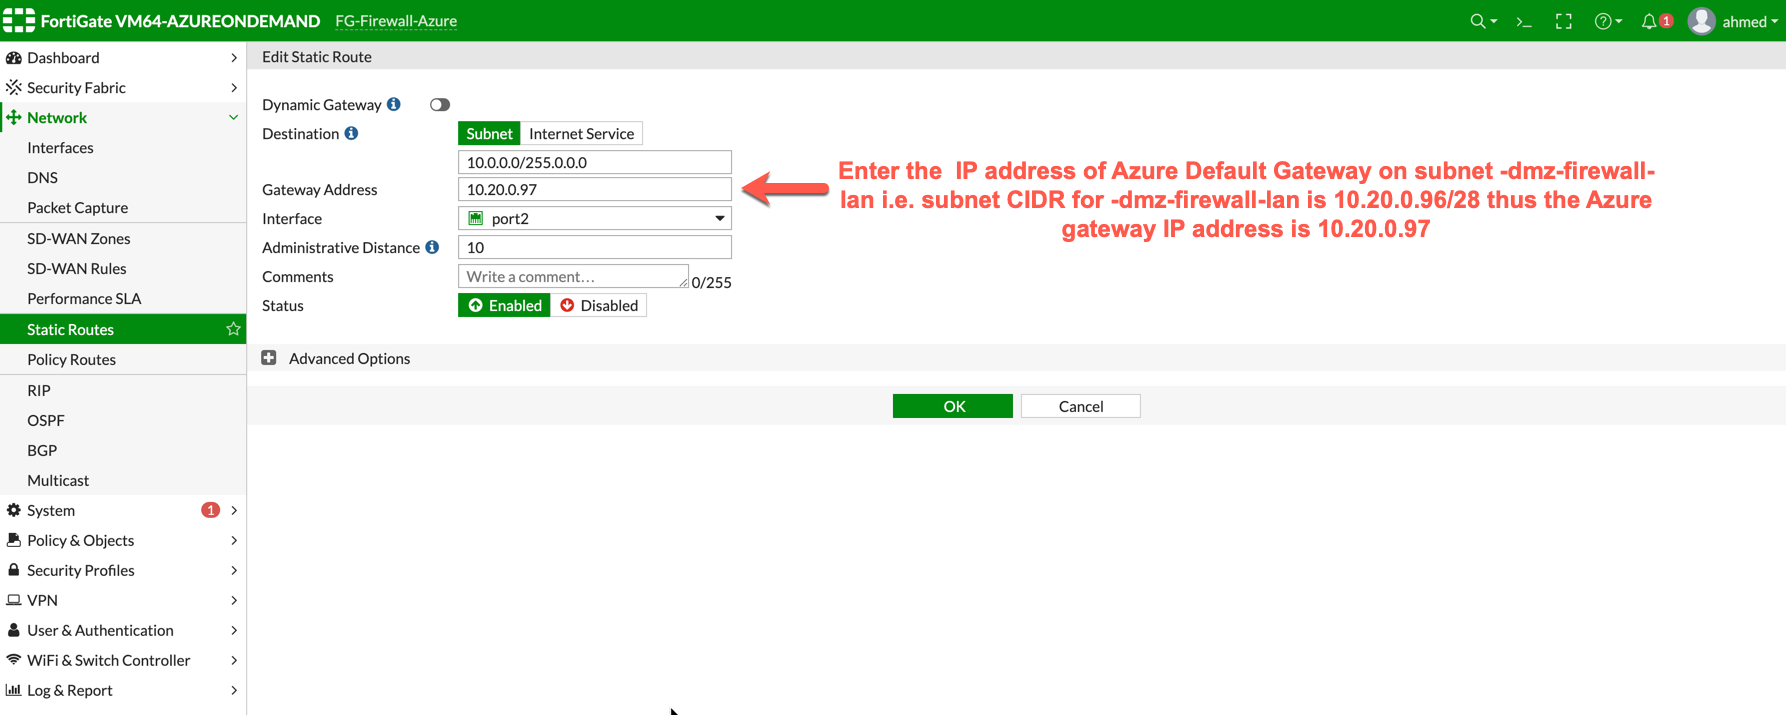 FortiGate VM64-AZUREONDEMAND FG-Firewall-Azure
1 ahmed
Dashboard
Security Fabric
Network
Interfaces
DNS
Packet Capture
SD-WAN Zones
SD-WAN Rules
Performance SLA
Static Routes
Policy Routes
RIP
OSPF
BGP
Multicast
System 1
Policy & Objects
Security Profiles
VPN
User & Authentication
WiFi & Switch Controller
Log & Report
Edit Static Route
Dynamic Gateway
Destination Subnet Internet Service
10.0.0.0/255.0.0.0
Gateway Address 10.20.0.97
Interface port2
Administrative Distance 10
Comments Write a comment... 0/255
Status Enabled Disabled
Advanced Options
OK Cancel
Enter the IP address of Azure Default Gateway on subnet -dmz-firewall-
lan i.e. subnet CIDR for -dmz-firewall-lan is 10.20.0.96/28 thus the Azure
gateway IP address is 10.20.0.97